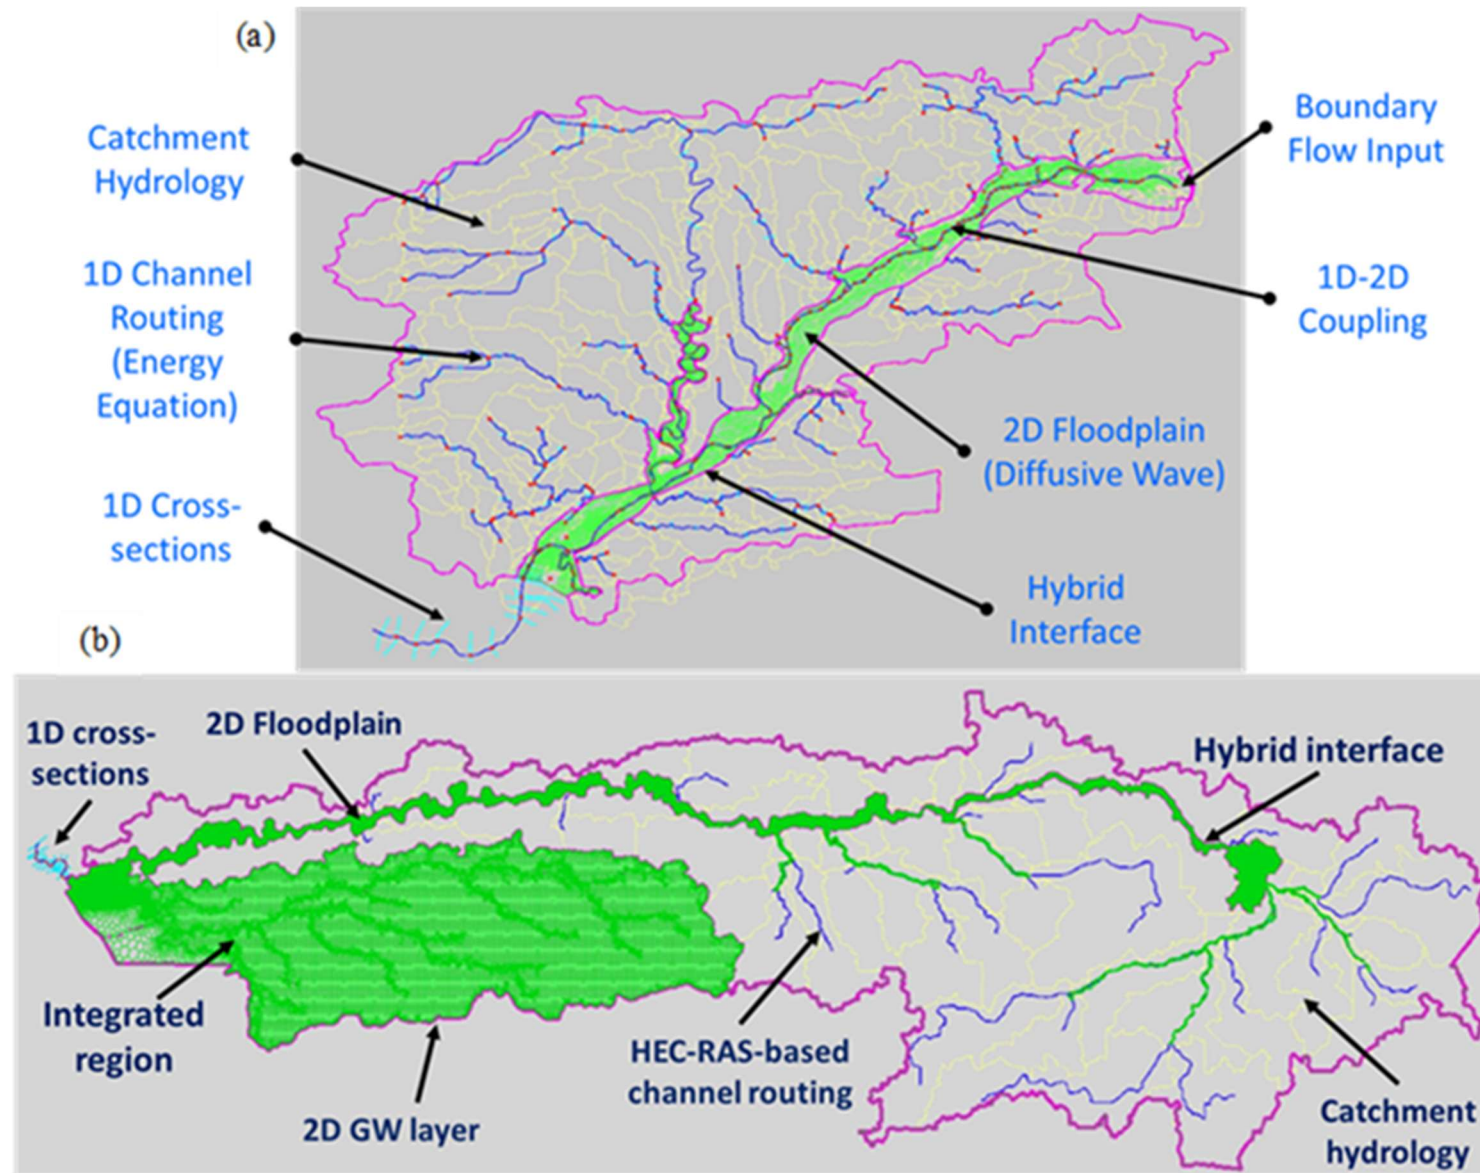 (a)
Catchment
Hydrology
1D Channel
Routing
(Energy
Equation)
1D Cross-
sections
Boundary
Flow Input
1D-2D
Coupling
2D Floodplain
(Diffusive Wave)
Hybrid
Interface
(b)
1D cross-
sections
2D Floodplain
Hybrid interface
Integrated
region
2D GW layer
HEC-RAS-based
channel routing
Catchment
hydrology